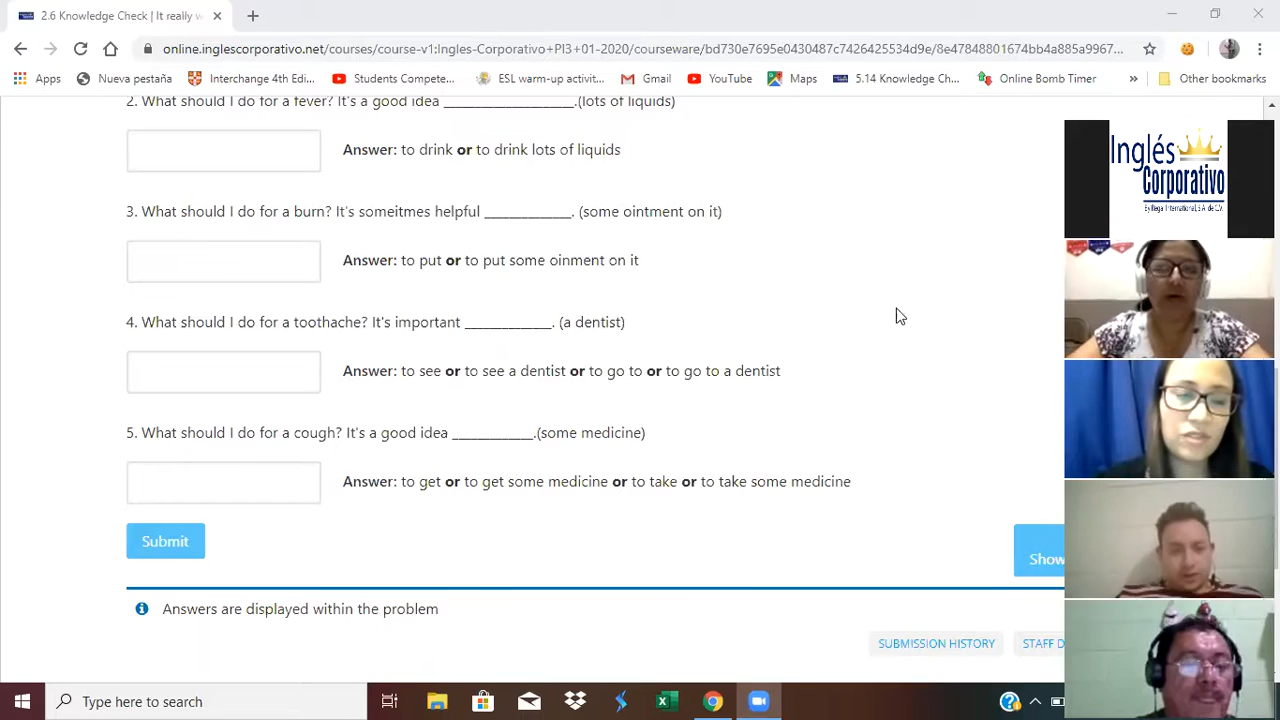 2.6 Knowledge Check | It really w
online.inglescorporativo.net/courses/course-v1:Ingles-Corporativo+PI3+01-2020/courseware/bd730e7695e0430487c7426425534d9e/8e47848801674bb4a885a9967...
Apps Nueva pestaña Interchange 4th Edi... Students Compete... ESL warm-up activit... Gmail YouTube Maps 5.14 Knowledge Ch... Online Bomb Timer » Other bookmarks
2. What should I do for a fever? It's a good idea ____________________.(lots of liquids)
Answer: to drink or to drink lots of liquids
3. What should I do for a burn? It's someitmes helpful _____________. (some ointment on it)
Answer: to put or to put some oinment on it
4. What should I do for a toothache? It's important _____________. (a dentist)
Answer: to see or to see a dentist or to go to or to go to a dentist
5. What should I do for a cough? It's a good idea ____________.(some medicine)
Answer: to get or to get some medicine or to take or to take some medicine
Submit
Show
Answers are displayed within the problem
SUBMISSION HISTORY STAFF D
Inglés
Corporativo
By Illega International, S.A. de C.V.
Type here to search